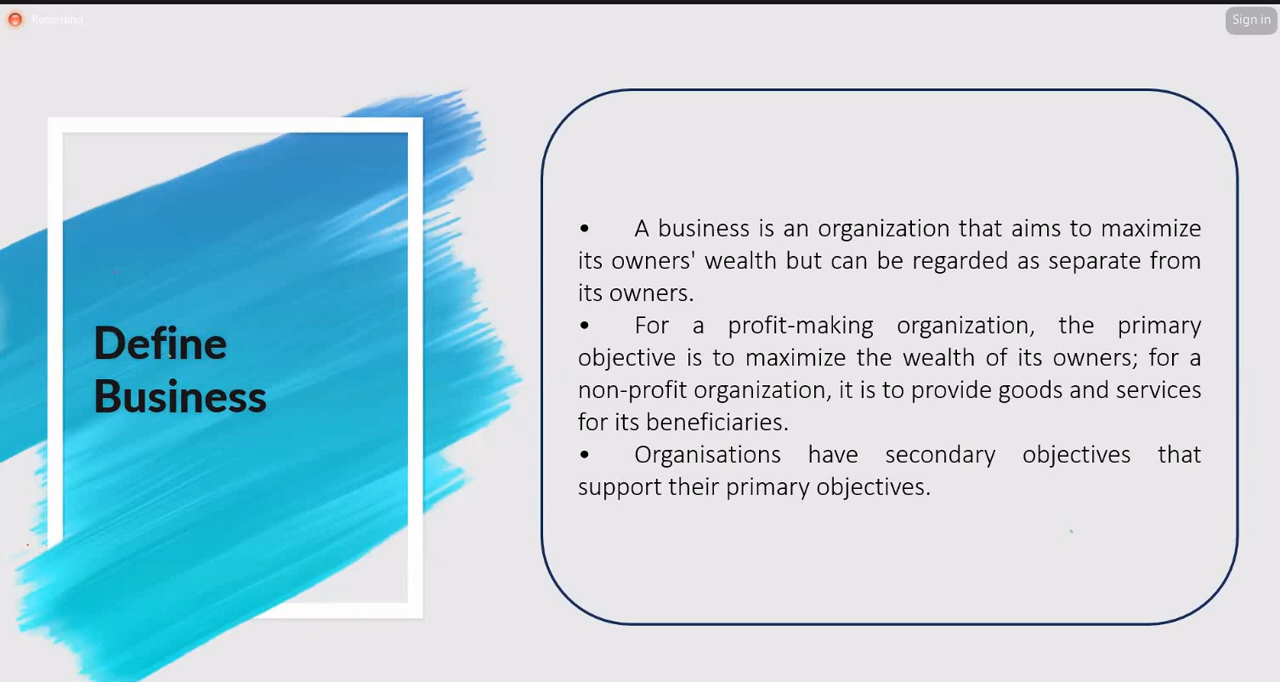 Recording
Sign in
Define
Business
• A business is an organization that aims to maximize
its owners' wealth but can be regarded as separate from
its owners.
• For a profit-making organization, the primary
objective is to maximize the wealth of its owners; for a
non-profit organization, it is to provide goods and services
for its beneficiaries.
• Organisations have secondary objectives that
support their primary objectives.